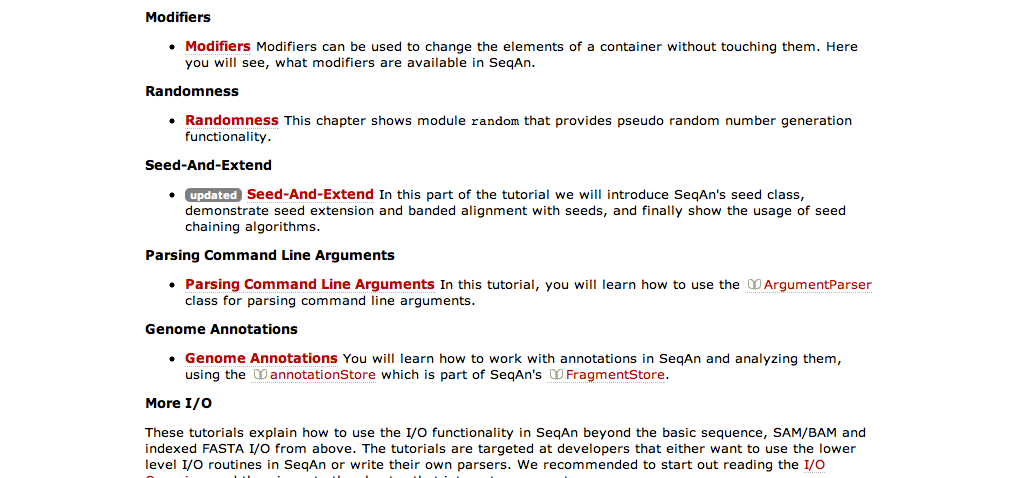 Modifiers
Modifiers Modifiers can be used to change the elements of a container without touching them. Here
you will see, what modifiers are available in SeqAn.
Randomness
Randomness This chapter shows module random that provides pseudo random number generation
functionality.
Seed-And-Extend
updated Seed-And-Extend In this part of the tutorial we will introduce SeqAn's seed class,
demonstrate seed extension and banded alignment with seeds, and finally show the usage of seed
chaining algorithms.
Parsing Command Line Arguments
Parsing Command Line Arguments In this tutorial, you will learn how to use the ArgumentParser
class for parsing command line arguments.
Genome Annotations
Genome Annotations You will learn how to work with annotations in SeqAn and analyzing them,
using the annotationStore which is part of SeqAn's FragmentStore.
More I/O
These tutorials explain how to use the I/O functionality in SeqAn beyond the basic sequence, SAM/BAM and
indexed FASTA I/O from above. The tutorials are targeted at developers that either want to use the lower
level I/O routines in SeqAn or write their own parsers. We recommended to start out reading the I/O